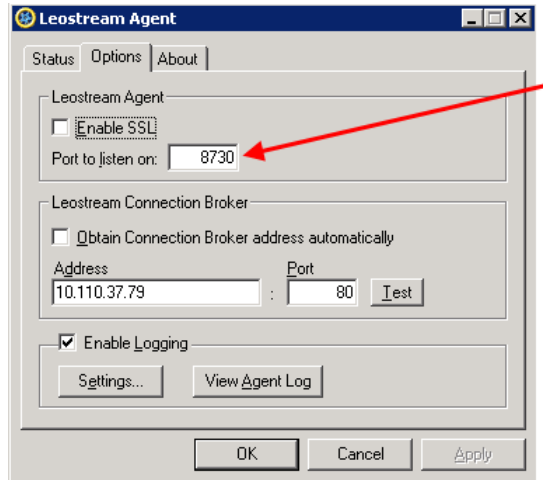 Leostream Agent
Status Options About
Leostream Agent
Enable SSL
Port to listen on: 8730
Leostream Connection Broker
Obtain Connection Broker address automatically
Address Port
10.110.37.79 : 80 Test
Enable Logging
Settings... View Agent Log
OK Cancel Apply